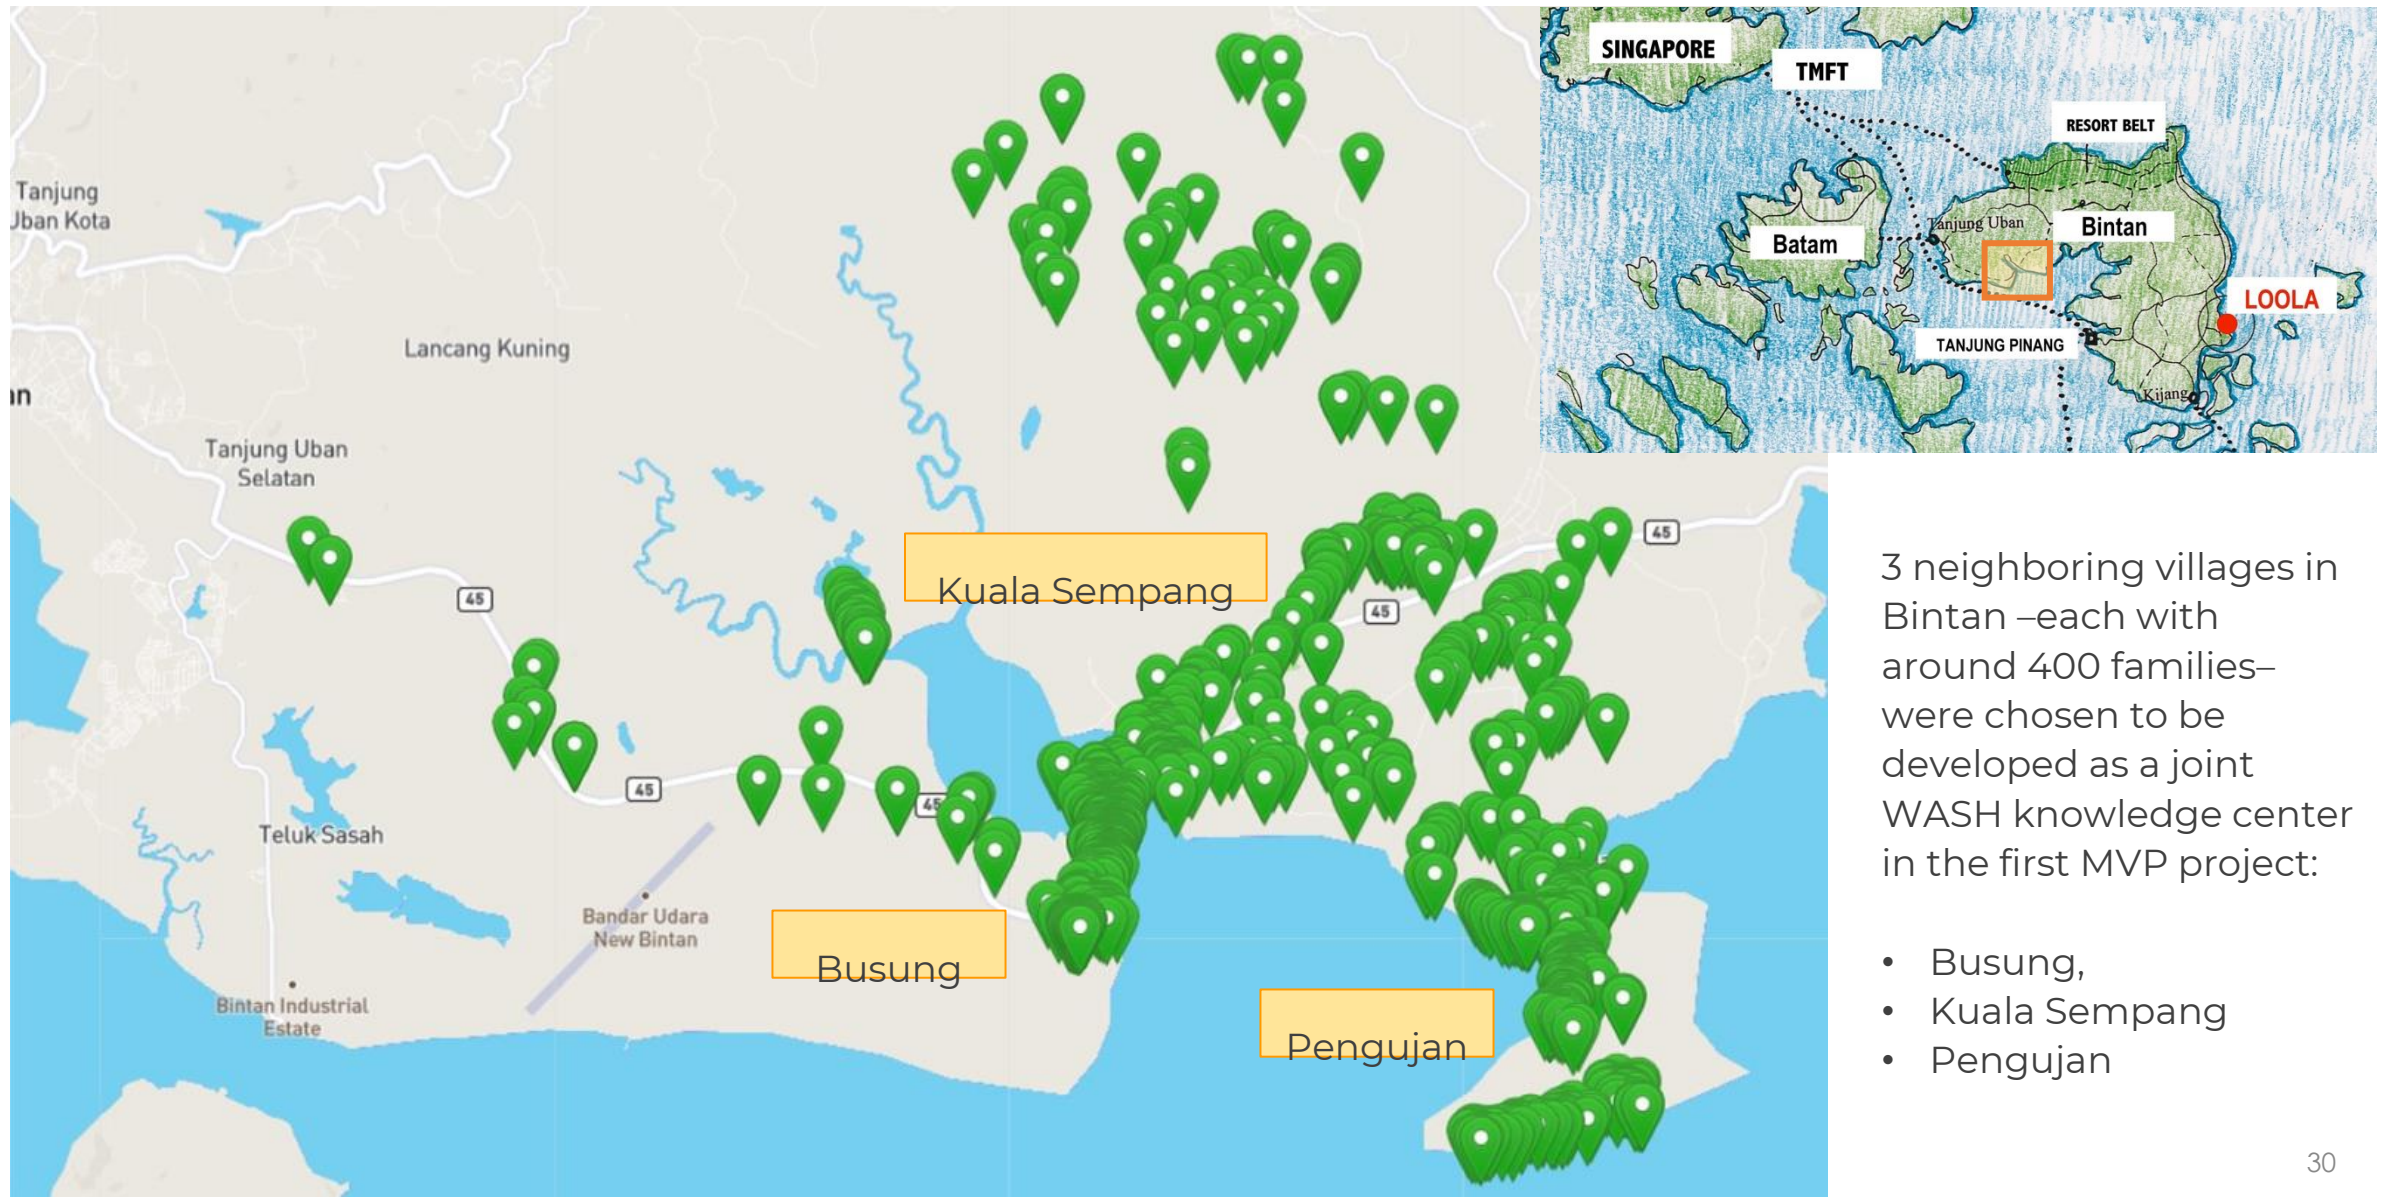 Tanjung
Uban Kota
Lancang Kuning
an
Tanjung Uban
Selatan
45
45
45
45
45
Kuala Sempang
Busung
Pengujan
Teluk Sasah
Bandar Udara
New Bintan
Bintan Industrial
Estate
SINGAPORE
TMFT
RESORT BELT
Tanjung Uban
Bintan
Batam
LOOLA
TANJUNG PINANG
Kijang
3 neighboring villages in
Bintan –each with
around 400 families–
were chosen to be
developed as a joint
WASH knowledge center
in the first MVP project:
• Busung,
• Kuala Sempang
• Pengujan
30